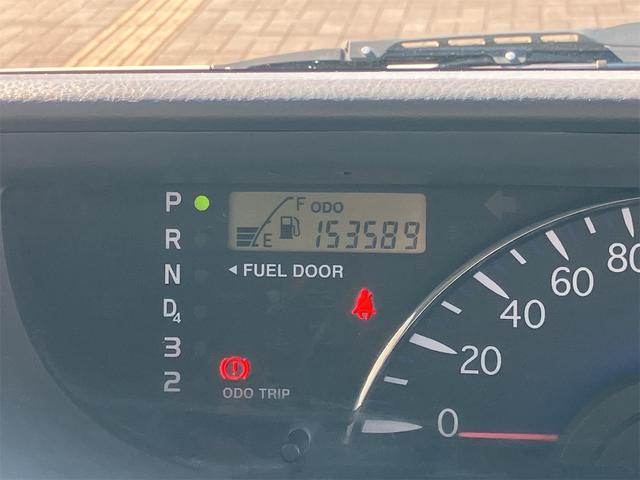 P
R
N
D4
3
2
F ODO
E 153589
FUEL DOOR
ODO TRIP
0
20
40
60
80